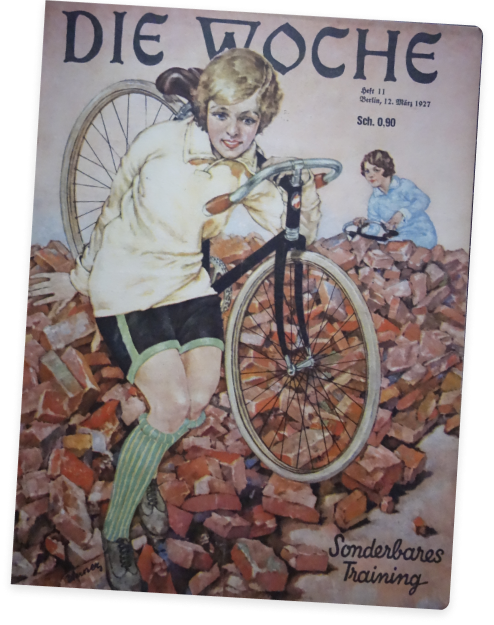 DIE WOCHE
Heft 11
Berlin, 12. März 1927
Sch. 0,90
Sonderbares
Training